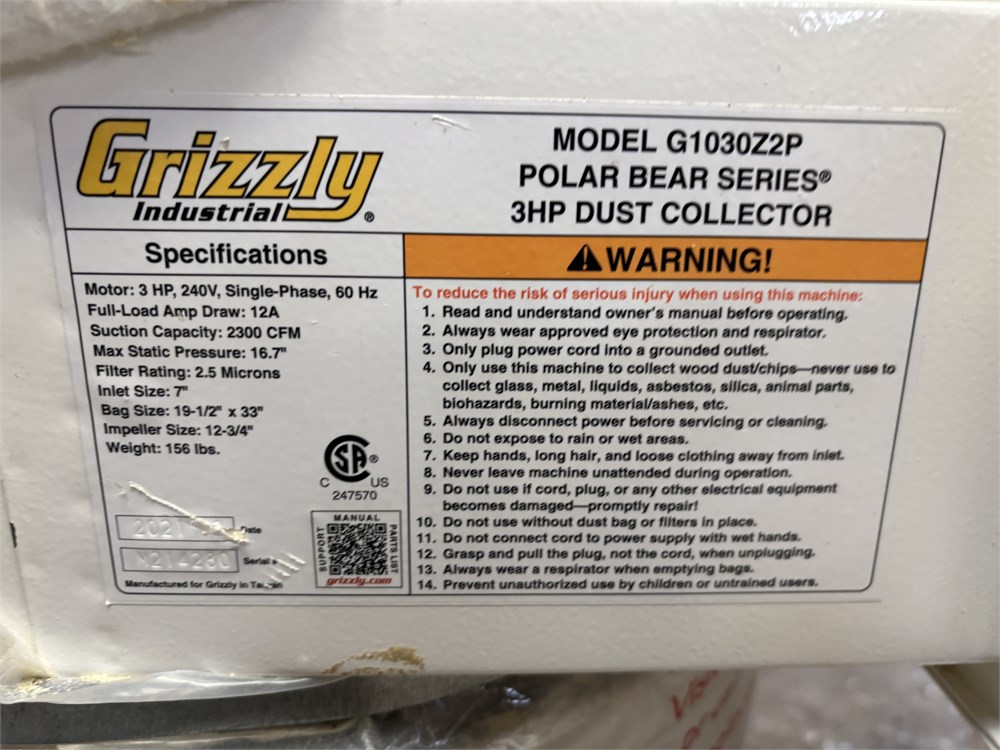 Grizzly
Industrial ®
MODEL G1030Z2P
POLAR BEAR SERIES®
3HP DUST COLLECTOR
Specifications
Motor: 3 HP, 240V, Single-Phase, 60 Hz
Full-Load Amp Draw: 12A
Suction Capacity: 2300 CFM
Max Static Pressure: 16.7"
Filter Rating: 2.5 Microns
Inlet Size: 7"
Bag Size: 19-1/2" x 33"
Impeller Size: 12-3/4"
Weight: 156 lbs.
CSA ®
C US
247570
Date
Serial #
Manufactured for Grizzly in Taiwan
MANUAL
SUPPORT
PARTS LIST
grizzly.com
WARNING!
To reduce the risk of serious injury when using this machine:
1. Read and understand owner's manual before operating.
2. Always wear approved eye protection and respirator.
3. Only plug power cord into a grounded outlet.
4. Only use this machine to collect wood dust/chips—never use to
collect glass, metal, liquids, asbestos, silica, animal parts,
biohazards, burning material/ashes, etc.
5. Always disconnect power before servicing or cleaning.
6. Do not expose to rain or wet areas.
7. Keep hands, long hair, and loose clothing away from inlet.
8. Never leave machine unattended during operation.
9. Do not use if cord, plug, or any other electrical equipment
becomes damaged—promptly repair!
10. Do not use without dust bag or filters in place.
11. Do not connect cord to power supply with wet hands.
12. Grasp and pull the plug, not the cord, when unplugging.
13. Always wear a respirator when emptying bags.
14. Prevent unauthorized use by children or untrained users.